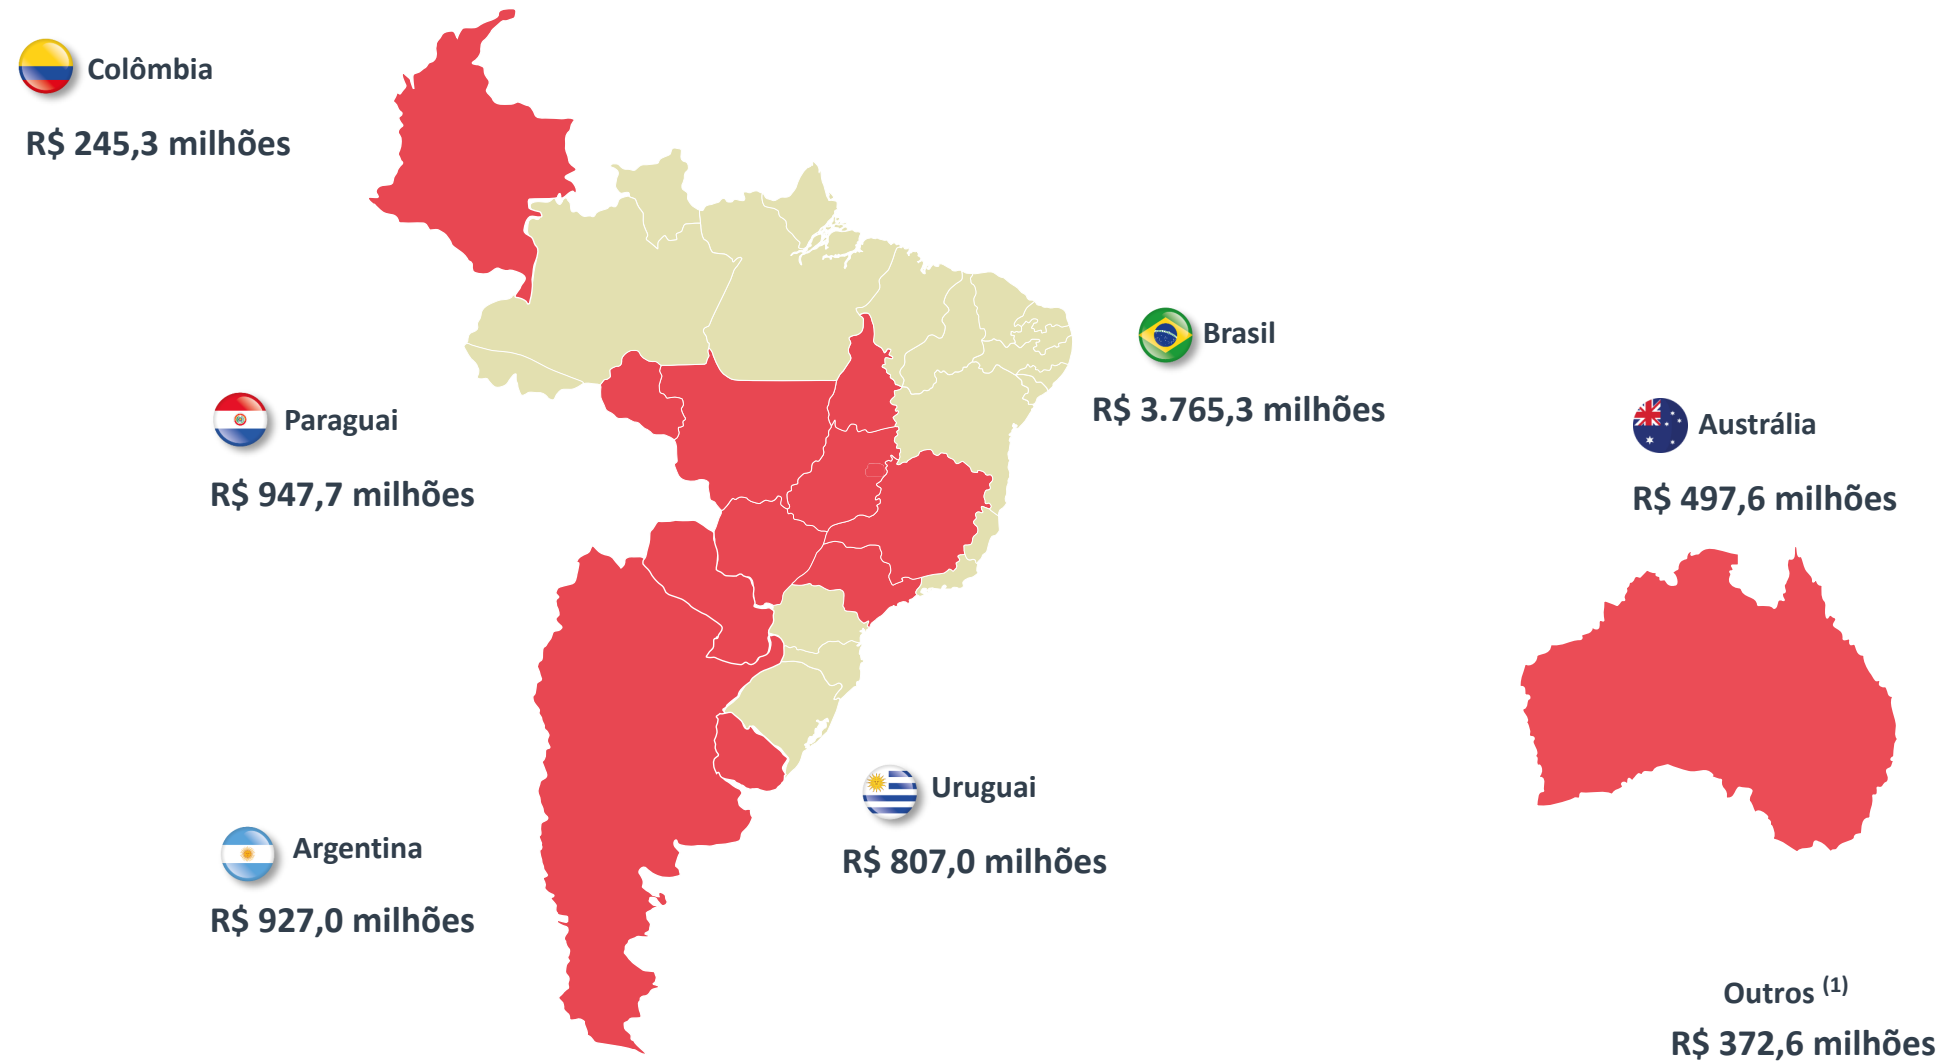 Colômbia
R$ 245,3 milhões
Brasil
R$ 3.765,3 milhões
Paraguai
R$ 947,7 milhões
Austrália
R$ 497,6 milhões
Uruguai
R$ 807,0 milhões
Argentina
R$ 927,0 milhões
Outros (1)
R$ 372,6 milhões